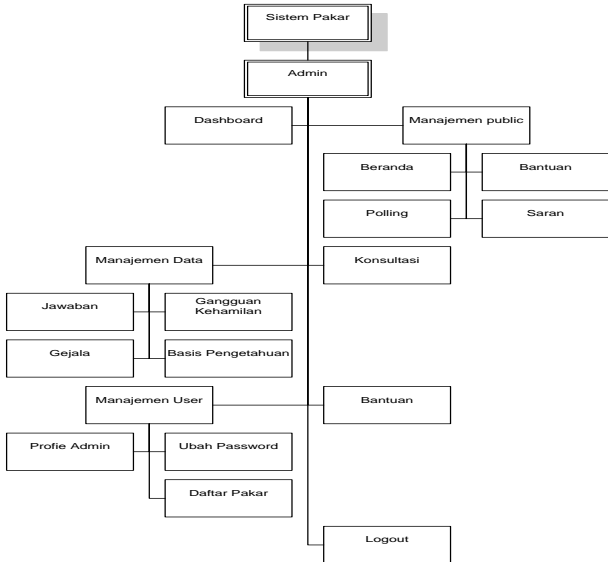 Sistem Pakar
Admin
Dashboard
Manajemen public
Beranda
Bantuan
Polling
Saran
Manajemen Data
Konsultasi
Jawaban
Gangguan
Kehamilan
Gejala
Basis Pengetahuan
Manajemen User
Bantuan
Profie Admin
Ubah Password
Daftar Pakar
Logout